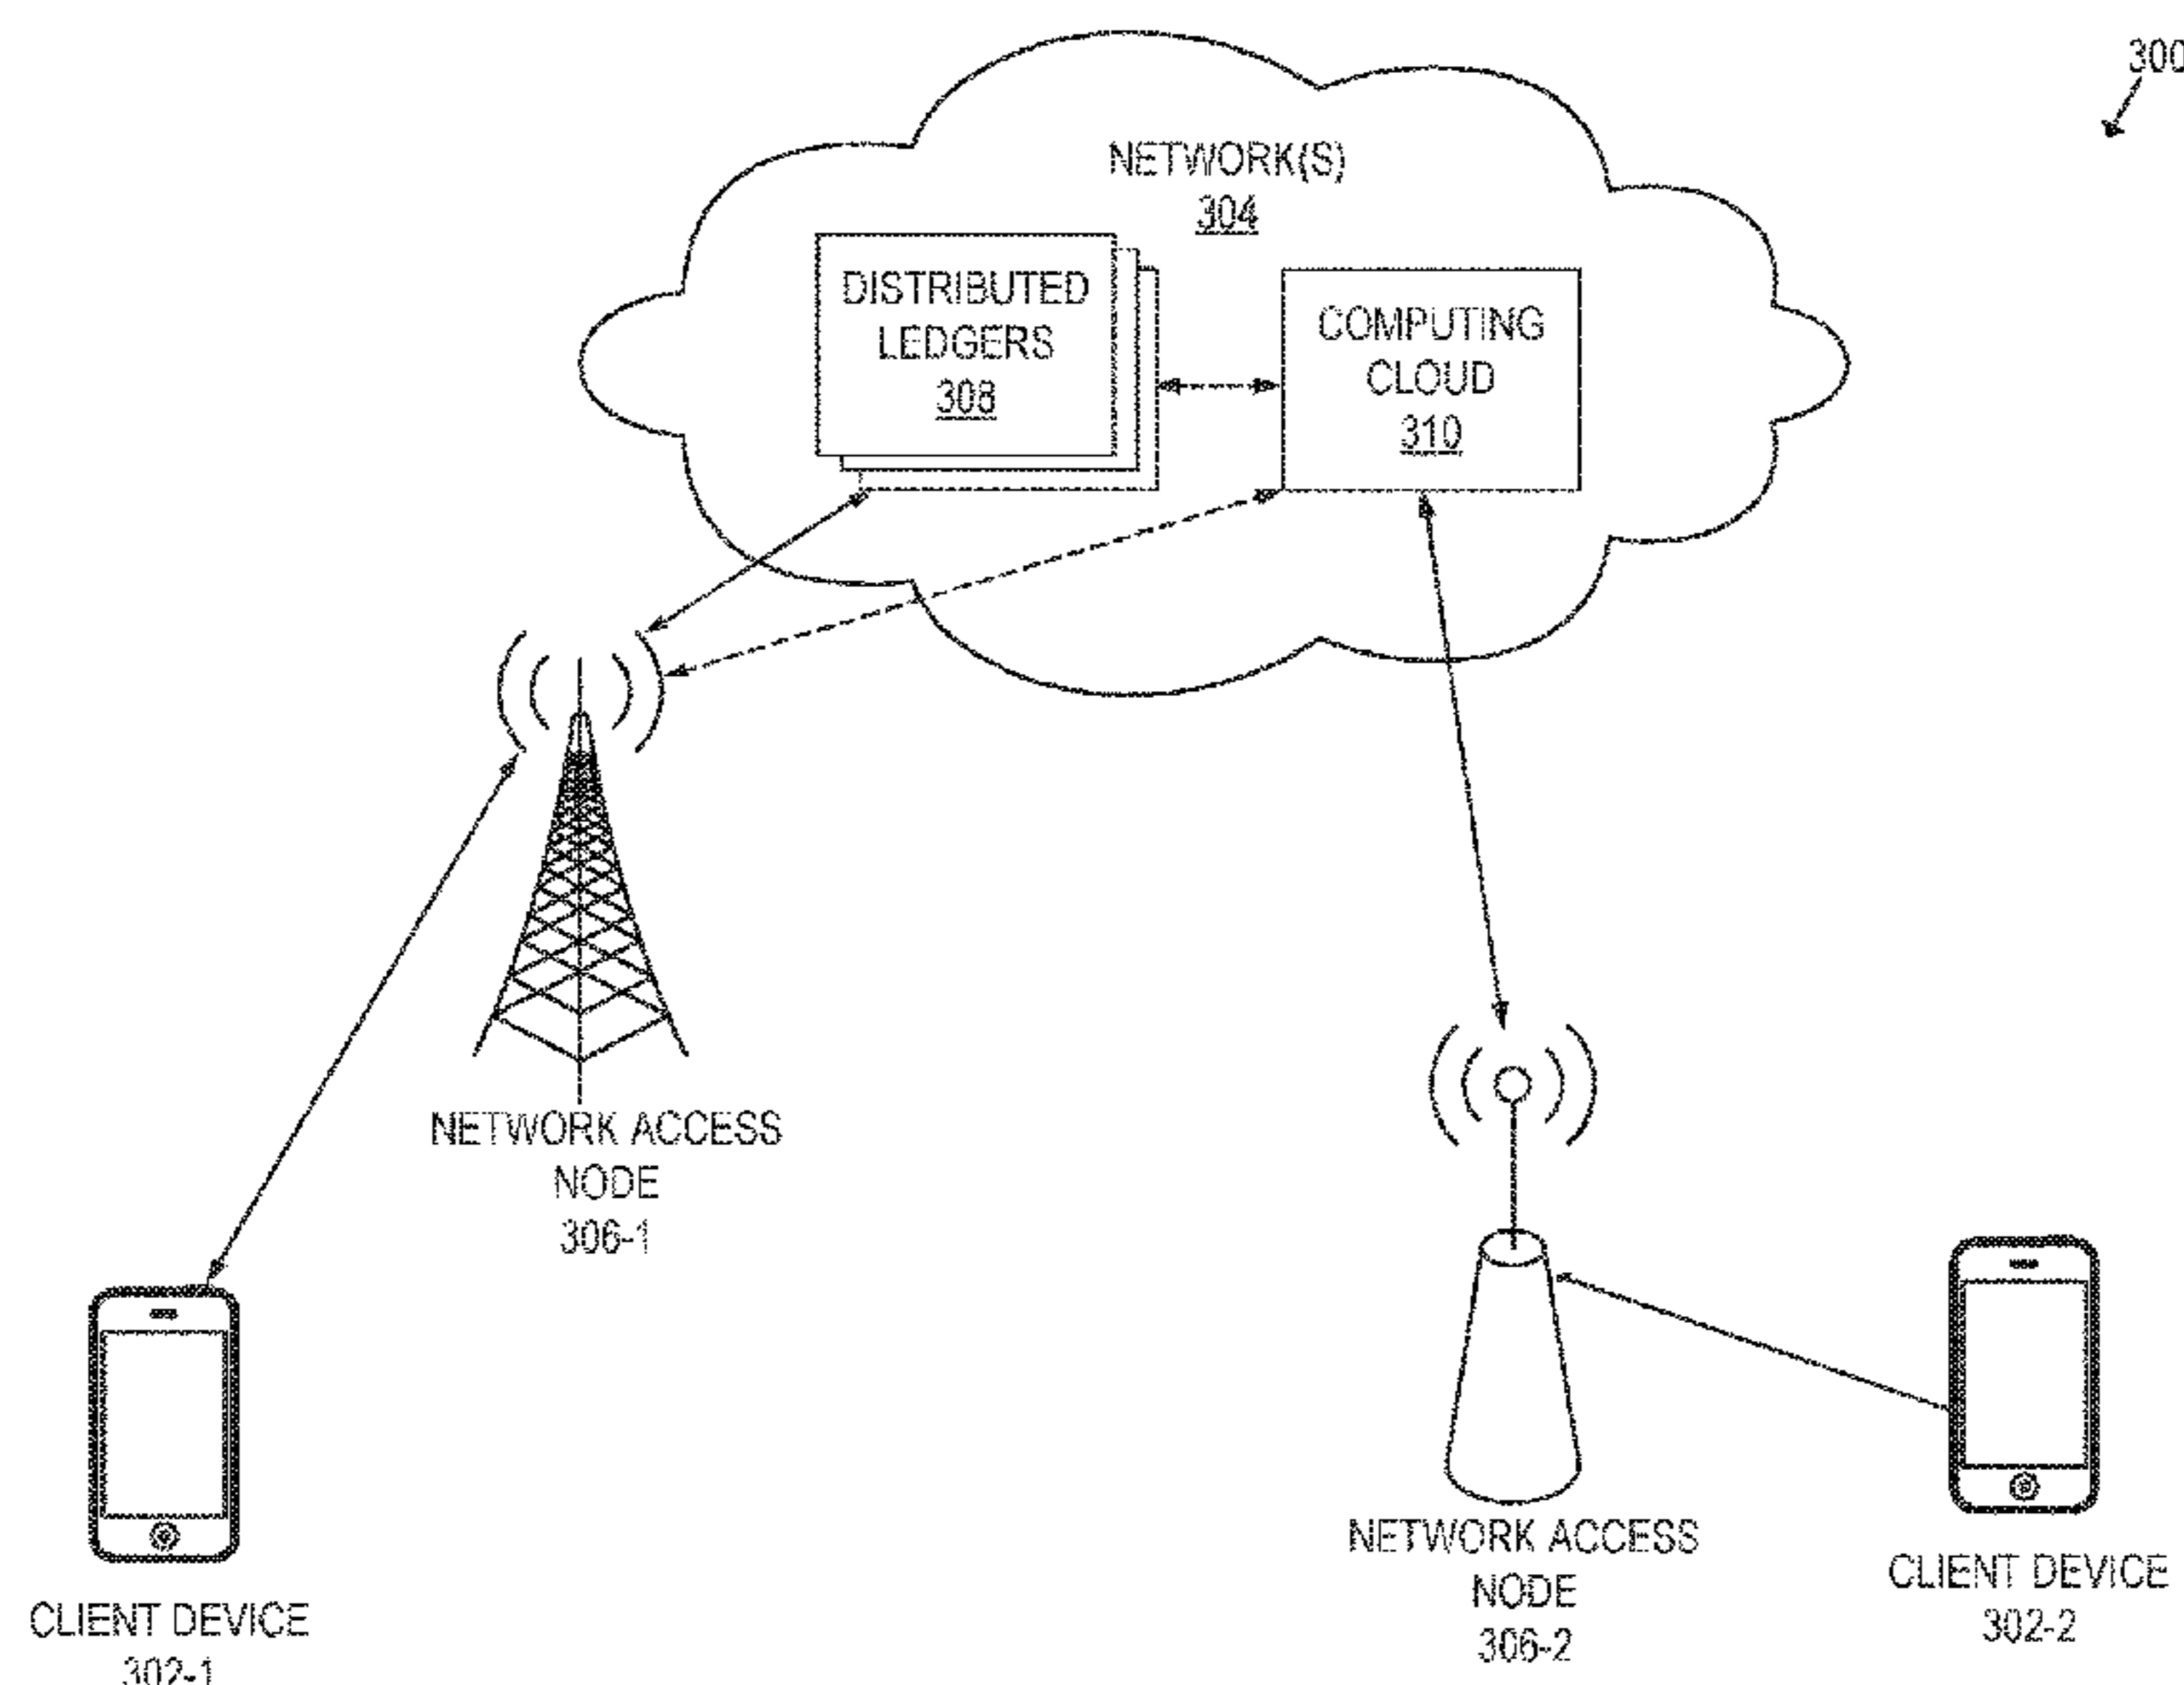 300
NETWORK(S)
304
DISTRIBUTED
LEDGERS
308
COMPUTING
CLOUD
310
NETWORK ACCESS
NODE
306-1
CLIENT DEVICE
302-1
NETWORK ACCESS
NODE
306-2
CLIENT DEVICE
302-2